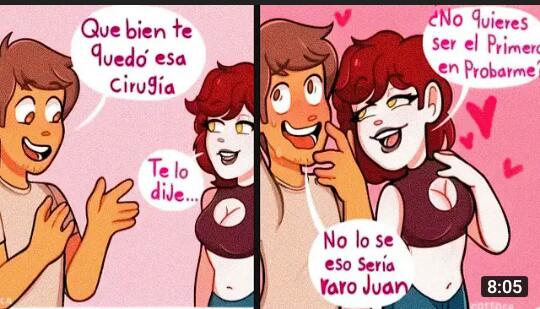 Que bien te
quedó esa
cirugía
Te lo
dije...
¿No quieres
ser el Primero
en Probarme?
No lo se
eso Sería
raro Juan
8:05